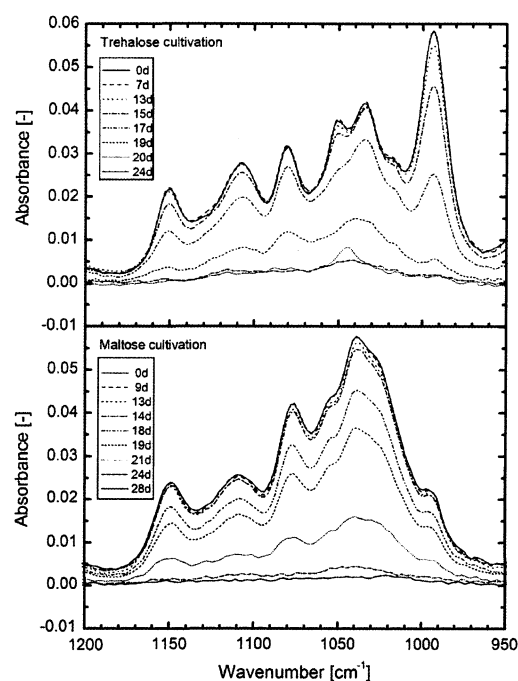 0.06
Trehalose cultivation
0.05
0d
7d
13d
0.04
15d
17d
19d
0.03
20d
24d
0.02
0.01
0.00
-0.01
Absorbance [-]
Maltose cultivation
0.05
0d
9d
13d
0.04
14d
18d
19d
0.03
21d
24d
28d
0.02
0.01
0.00
-0.01
Absorbance [-]
1200 1150 1100 1050 1000 950
Wavenumber [cm⁻¹]